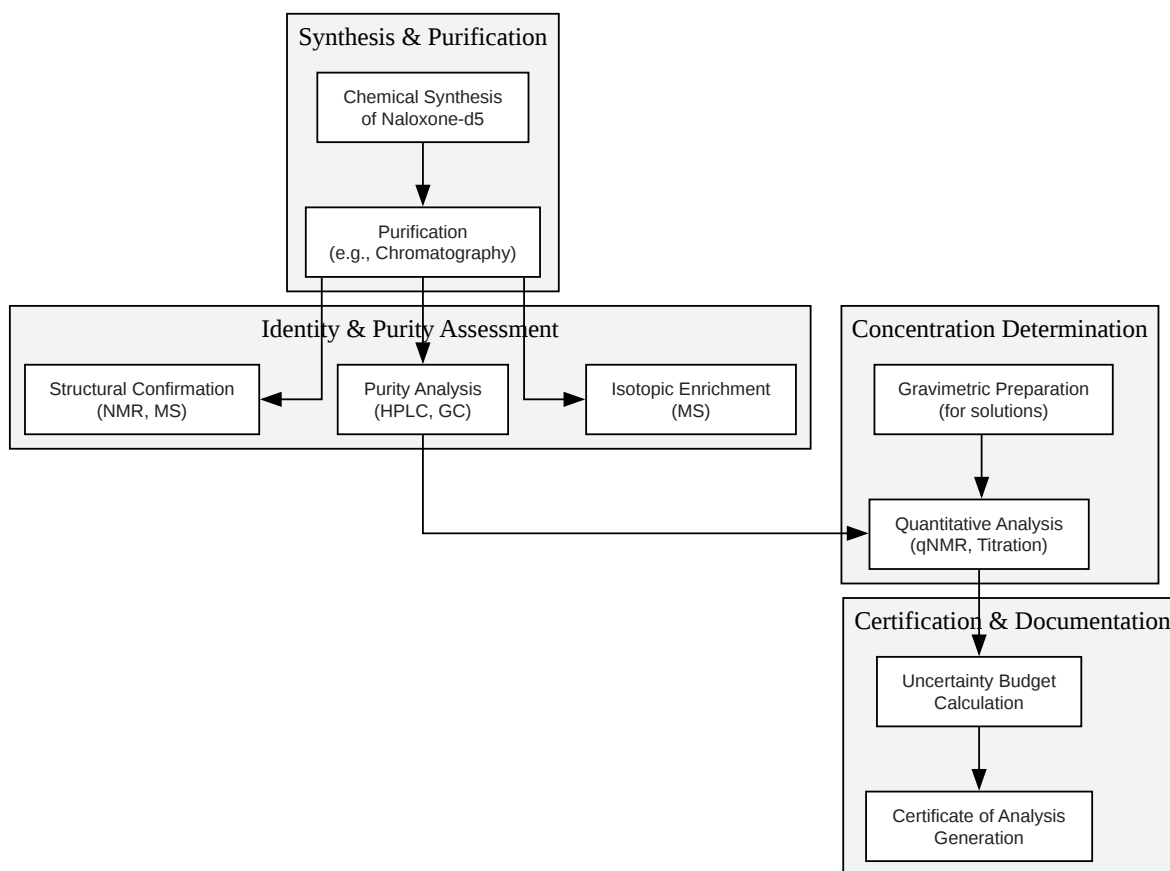 Synthesis & Purification
Chemical Synthesis
of Naloxone-d5
Purification
(e.g., Chromatography)
Identity & Purity Assessment
Structural Confirmation
(NMR, MS)
Purity Analysis
(HPLC, GC)
Isotopic Enrichment
(MS)
Concentration Determination
Gravimetric Preparation
(for solutions)
Quantitative Analysis
(qNMR, Titration)
Certification & Documentation
Uncertainty Budget
Calculation
Certificate of Analysis
Generation